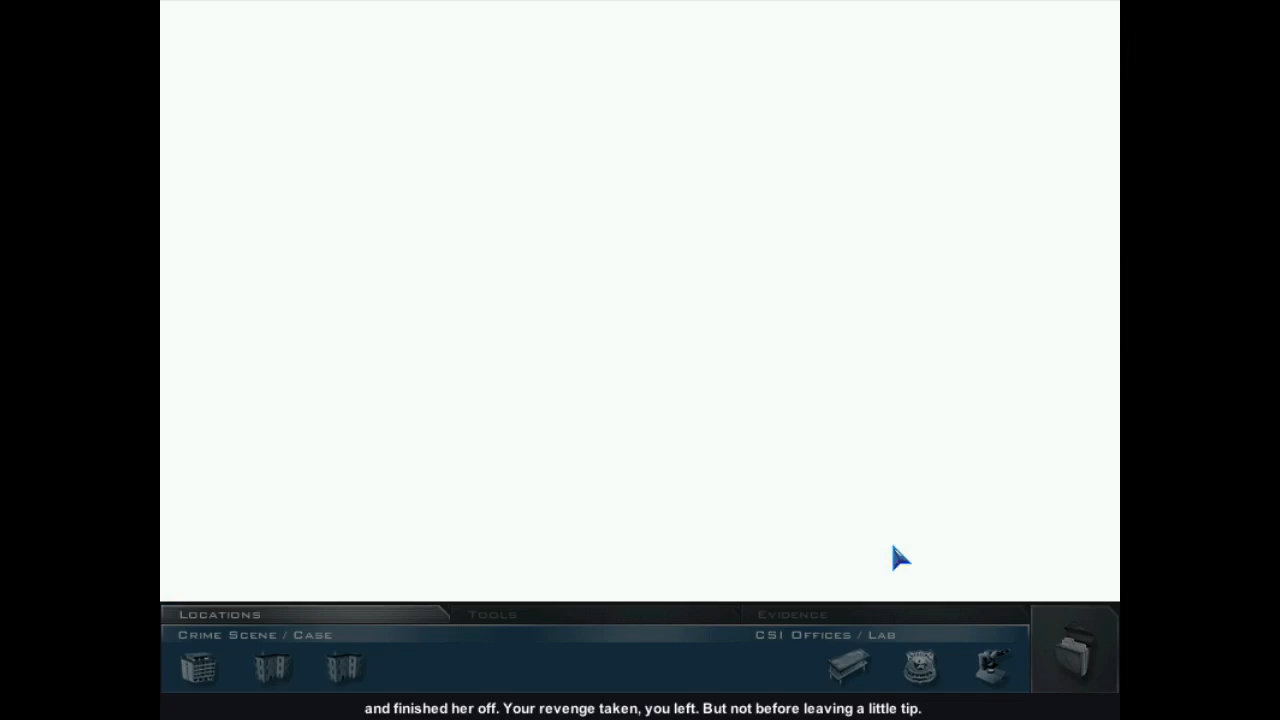 LOCATIONS
TOOLS
EVIDENCE
CRIME SCENE / CASE
CSI OFFICES / LAB
and finished her off. Your revenge taken, you left. But not before leaving a little tip.